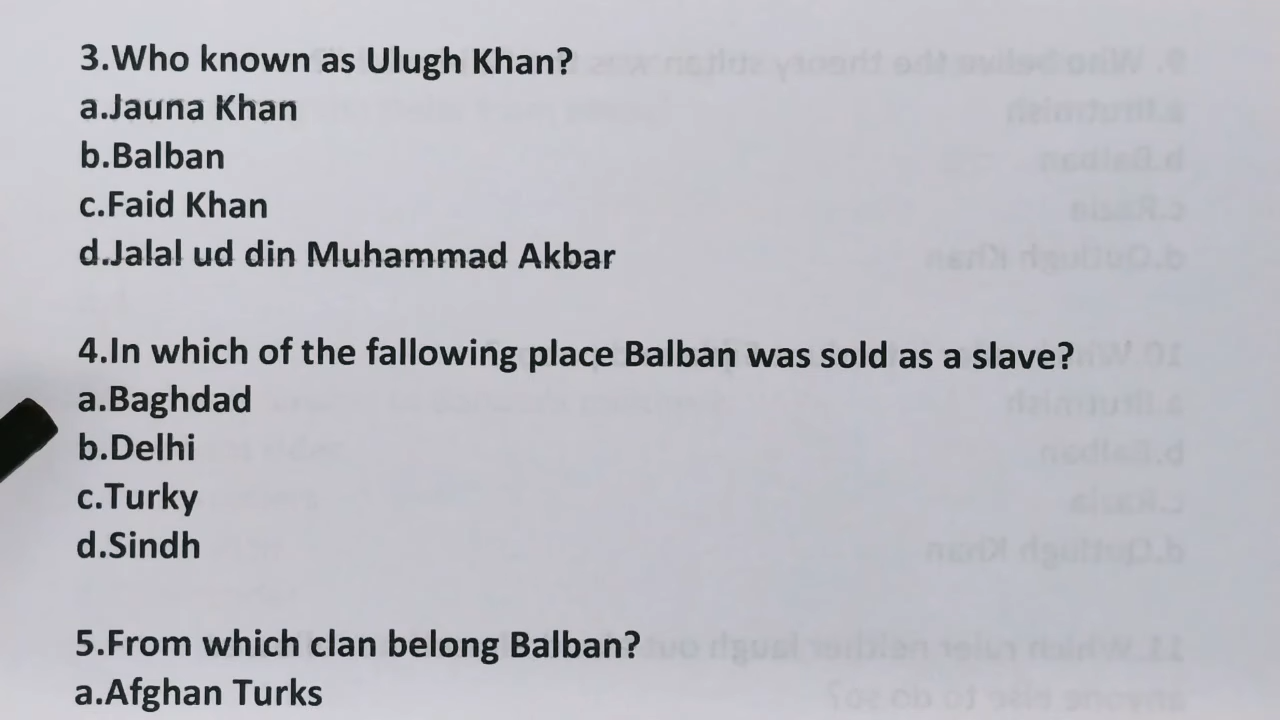 3.Who known as Ulugh Khan?
a.Jauna Khan
b.Balban
c.Faid Khan
d.Jalal ud din Muhammad Akbar
4.In which of the fallowing place Balban was sold as a slave?
a.Baghdad
b.Delhi
c.Turky
d.Sindh
5.From which clan belong Balban?
a.Afghan Turks